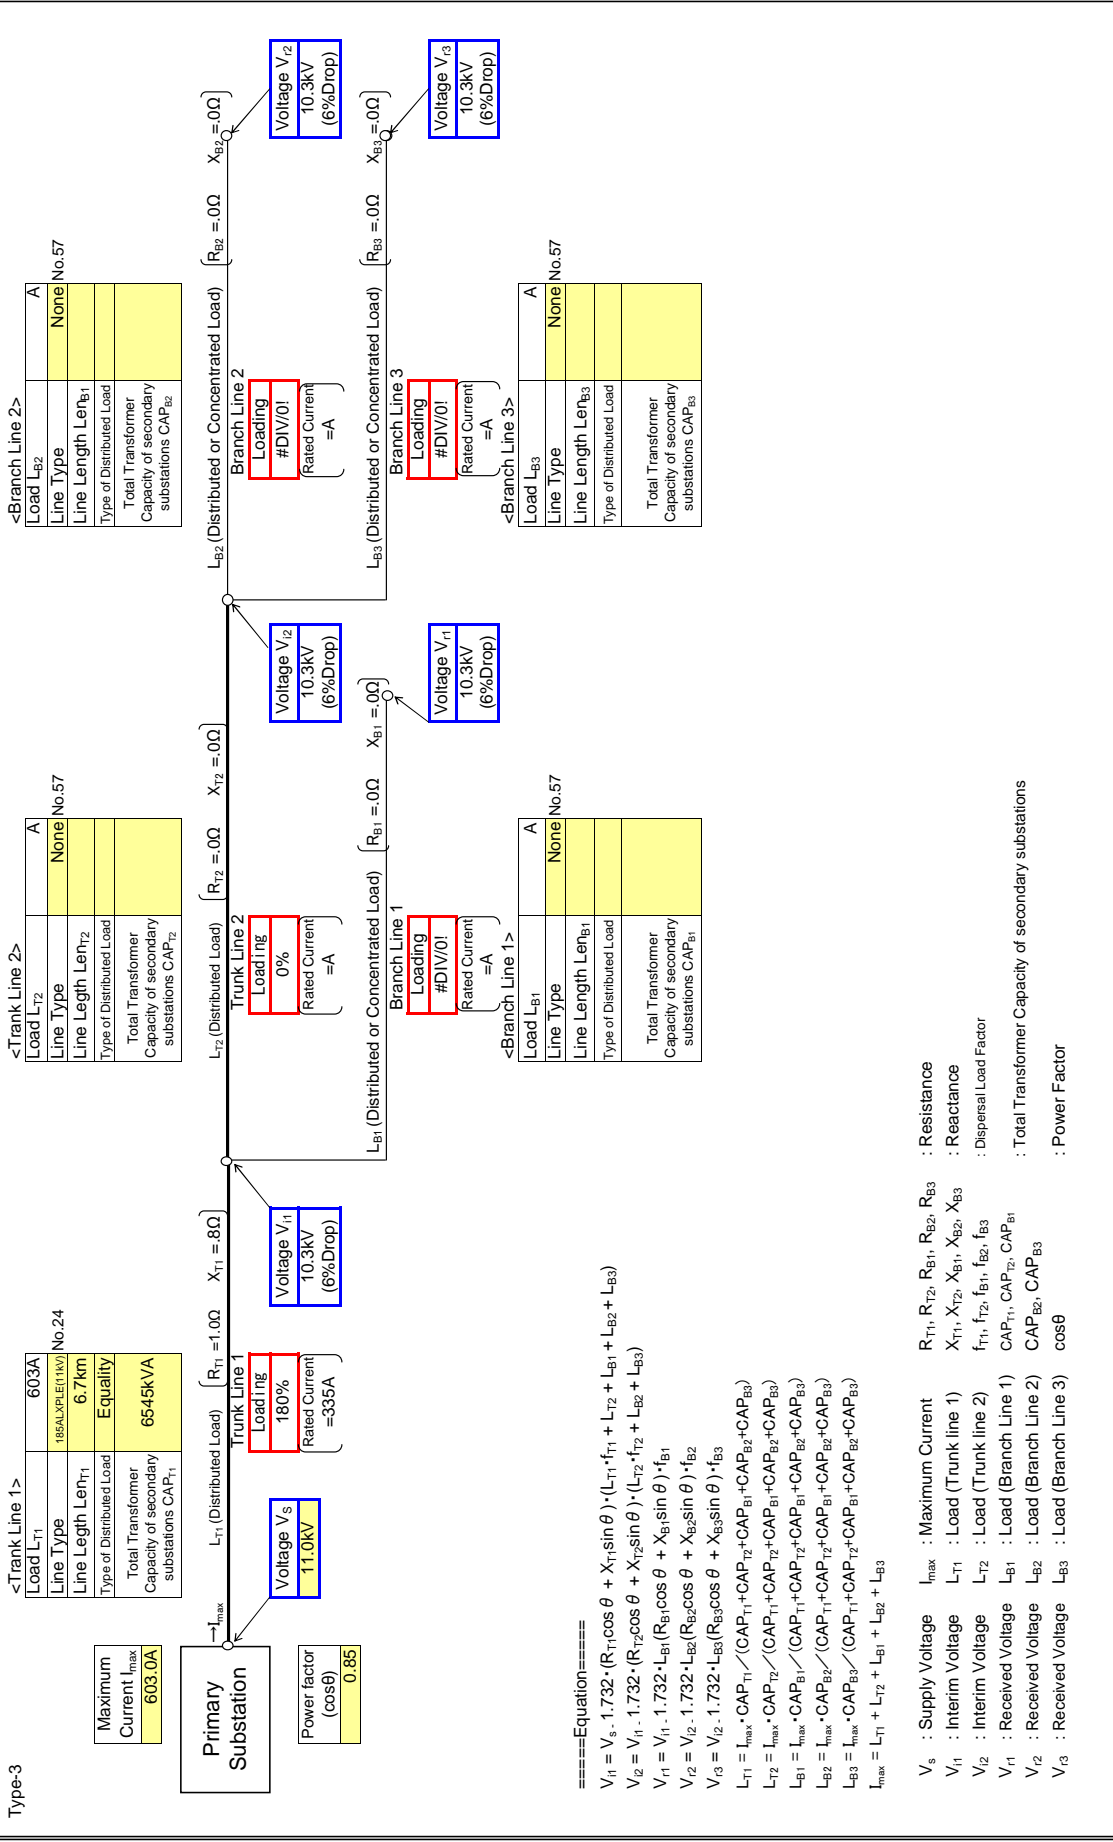 Type-3
<Trank Line 1>
Load LT1 603A
Line Type 185ALXPLE(11kV) No.24
Line Length LenT1 6.7km
Type of Distributed Load Equality
Total Transformer
Capacity of secondary
substations CAPT1
6545kVA
<Trank Line 2>
Load LT2 A
Line Type None No.57
Line Legth LenT2
Type of Distributed Load
Total Transformer
Capacity of secondary
substations CAPT2
<Branch Line 2>
Load LB2 A
Line Type None No.57
Line Length LenB1
Type of Distributed Load
Total Transformer
Capacity of secondary
substations CAPB2
Maximum
Current Imax
603.0A
Primary
Substation
→Imax
Power factor
(cosθ)
0.85
Voltage VS
11.0kV
LT1 (Distributed Load)
RT1 =1.0Ω XT1 =.8Ω
Trunk Line 1
Loading
180%
Rated Current
=335A
Voltage Vi1
10.3kV
(6%Drop)
LT2 (Distributed Load)
RT2 =.0Ω XT2 =.0Ω
Trunk Line 2
Loading
0%
Rated Current
=A
Voltage Vi2
10.3kV
(6%Drop)
LB2 (Distributed or Concentrated Load)
RB2 =.0Ω XB2 =.0Ω
Branch Line 2
Loading
#DIV/0!
Rated Current
=A
Voltage Vr2
10.3kV
(6%Drop)
LB1 (Distributed or Concentrated Load)
RB1 =.0Ω XB1 =.0Ω
Branch Line 1
Loading
#DIV/0!
Rated Current
=A
Voltage Vr1
10.3kV
(6%Drop)
LB3 (Distributed or Concentrated Load)
RB3 =.0Ω XB3 =.0Ω
Branch Line 3
Loading
#DIV/0!
Rated Current
=A
Voltage Vr3
10.3kV
(6%Drop)
<Branch Line 1>
Load LB1 A
Line Type None No.57
Line Length LenB1
Type of Distributed Load
Total Transformer
Capacity of secondary
substations CAPB1
<Branch Line 3>
Load LB3 A
Line Type None No.57
Line Length LenB3
Type of Distributed Load
Total Transformer
Capacity of secondary
substations CAPB3
=====Equation=====
Vi1 = VS - 1.732・(RT1cosθ + XT1sinθ)・(LT1・fT1 + LT2 + LB1 + LB2 + LB3)
Vi2 = Vi1 - 1.732・(RT2cosθ + XT2sinθ)・(LT2・fT2 + LB2 + LB3)
Vr1 = Vi1 - 1.732・LB1(RB1cosθ + XB1sinθ)・fB1
Vr2 = Vi2 - 1.732・LB2(RB2cosθ + XB2sinθ)・fB2
Vr3 = Vi2 - 1.732・LB3(RB3cosθ + XB3sinθ)・fB3
LT1 = Imax・CAPT1／(CAPT1+CAPT2+CAPB1+CAPB2+CAPB3)
LT2 = Imax・CAPT2／(CAPT1+CAPT2+CAPB1+CAPB2+CAPB3)
LB1 = Imax・CAPB1／(CAPT1+CAPT2+CAPB1+CAPB2+CAPB3)
LB2 = Imax・CAPB2／(CAPT1+CAPT2+CAPB1+CAPB2+CAPB3)
LB3 = Imax・CAPB3／(CAPT1+CAPT2+CAPB1+CAPB2+CAPB3)
Imax = LT1 + LT2 + LB1 + LB2 + LB3
Vs : Supply Voltage Imax : Maximum Current RT1, RT2, RB1, RB2, RB3 : Resistance
Vi1 : Interim Voltage LT1 : Load (Trunk line 1) XT1, XT2, XB1, XB2, XB3 : Reactance
Vi2 : Interim Voltage LT2 : Load (Trunk line 2) fT1, fT2, fB1, fB2, fB3 : Dispersal Load Factor
Vr1 : Received Voltage LB1 : Load (Branch Line 1) CAPT1, CAPT2, CAPB1 : Total Transformer Capacity of secondary substations
Vr2 : Received Voltage LB2 : Load (Branch Line 2) CAPB2, CAPB3
Vr3 : Received Voltage LB3 : Load (Branch Line 3) cosθ : Power Factor